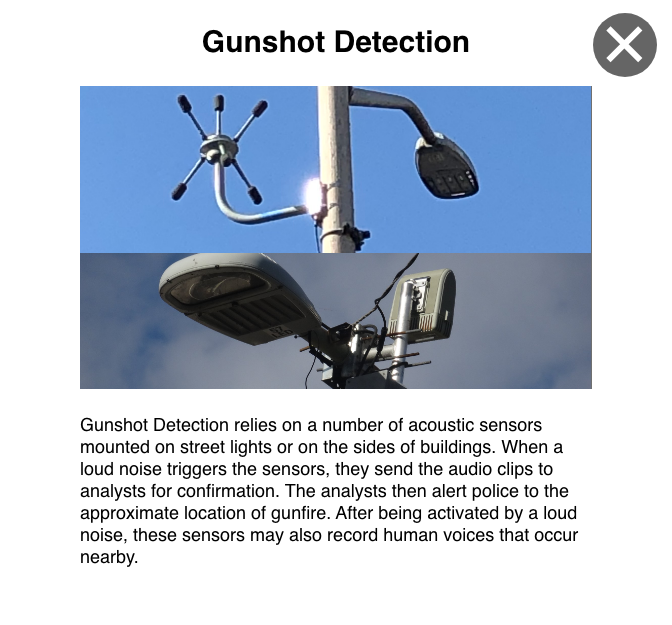 Gunshot Detection
Gunshot Detection relies on a number of acoustic sensors
mounted on street lights or on the sides of buildings. When a
loud noise triggers the sensors, they send the audio clips to
analysts for confirmation. The analysts then alert police to the
approximate location of gunfire. After being activated by a loud
noise, these sensors may also record human voices that occur
nearby.